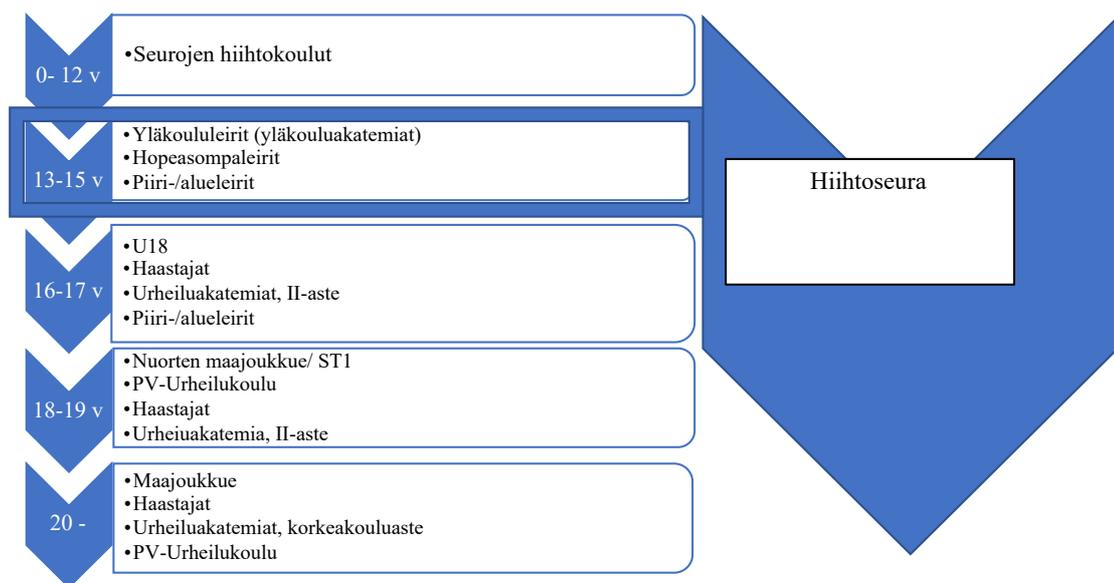 0- 12 v
•Seurojen hiihtokoulut
13-15 v
•Yläkoululeirit (yläkouluakatemiat)
•Hopeasompaleirit
•Piiri-/alueleirit
16-17 v
•U18
•Haastajat
•Urheiluakatemiat, II-aste
•Piiri-/alueleirit
18-19 v
•Nuorten maajoukkue/ ST1
•PV-Urheilukoulu
•Haastajat
•Urheiuakatemia, II-aste
20 -
•Maajoukkue
•Haastajat
•Urheiluakatemiat, korkeakouluaste
•PV-Urheilukoulu
Hiihtoseura